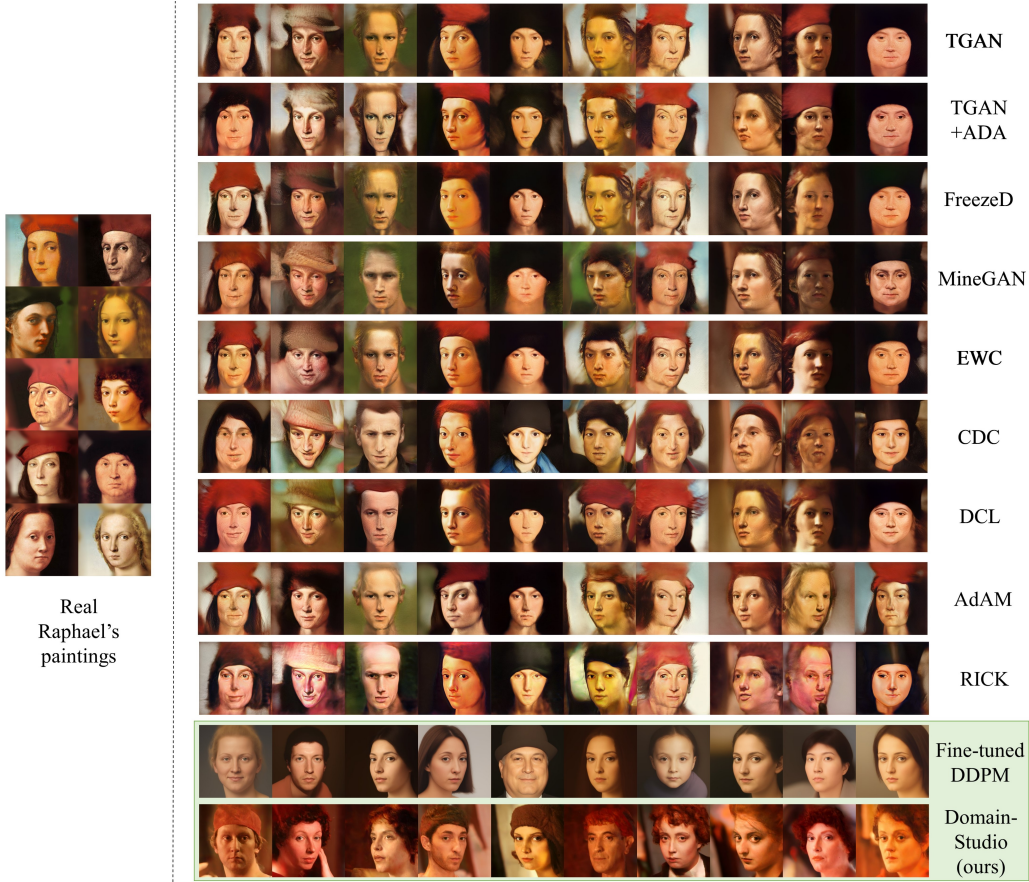 Real
Raphael's
paintings
TGAN
TGAN
+ADA
FreezeD
MineGAN
EWC
CDC
DCL
AdAM
RICK
Fine-tuned
DDPM
Domain-
Studio
(ours)